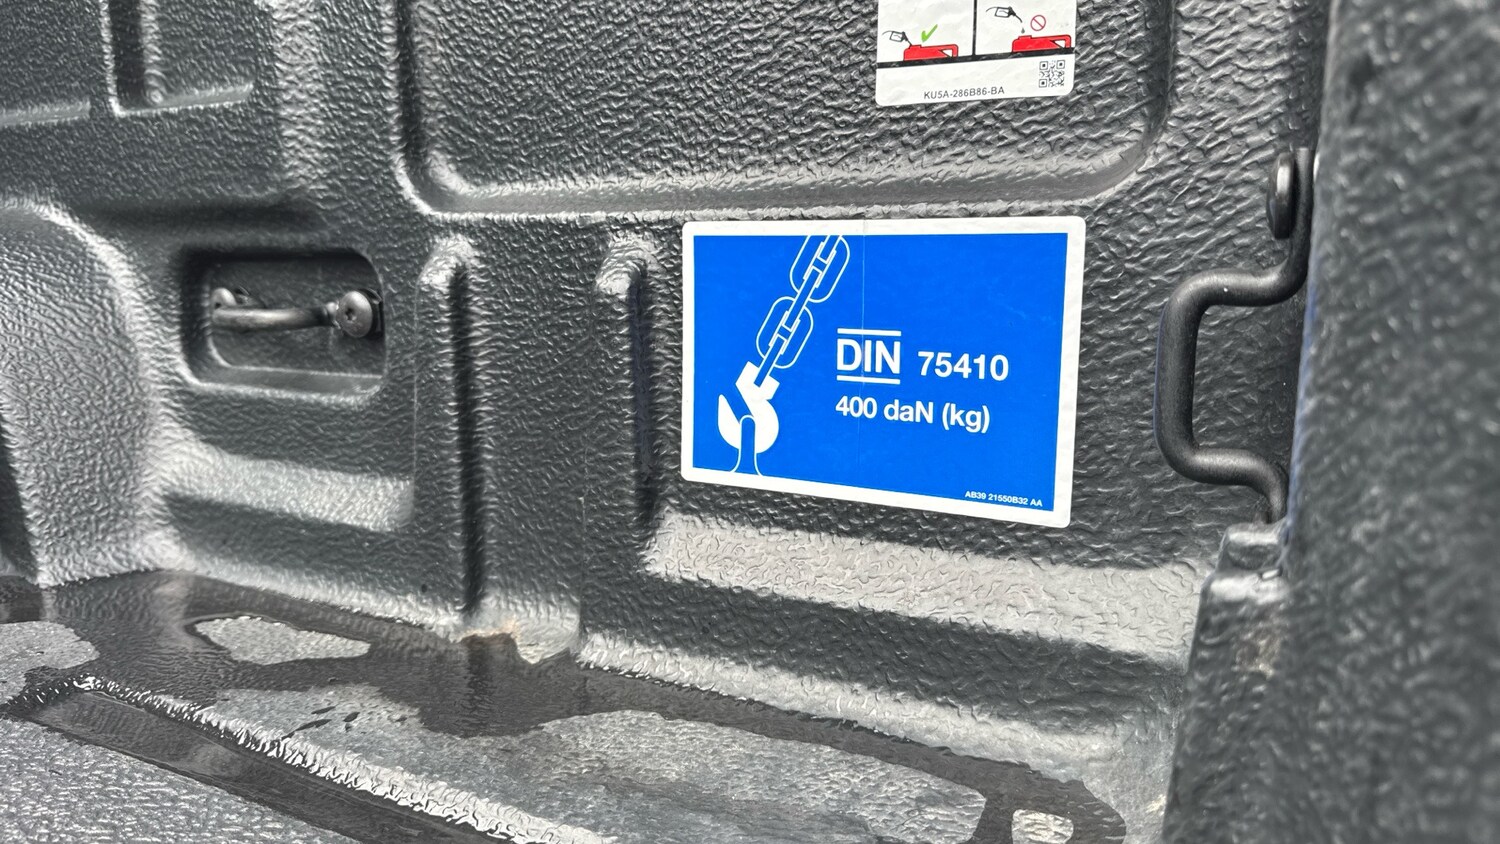 KU5A-286B86-BA
DIN 75410
400 daN (kg)
AB39 21550B32 AA